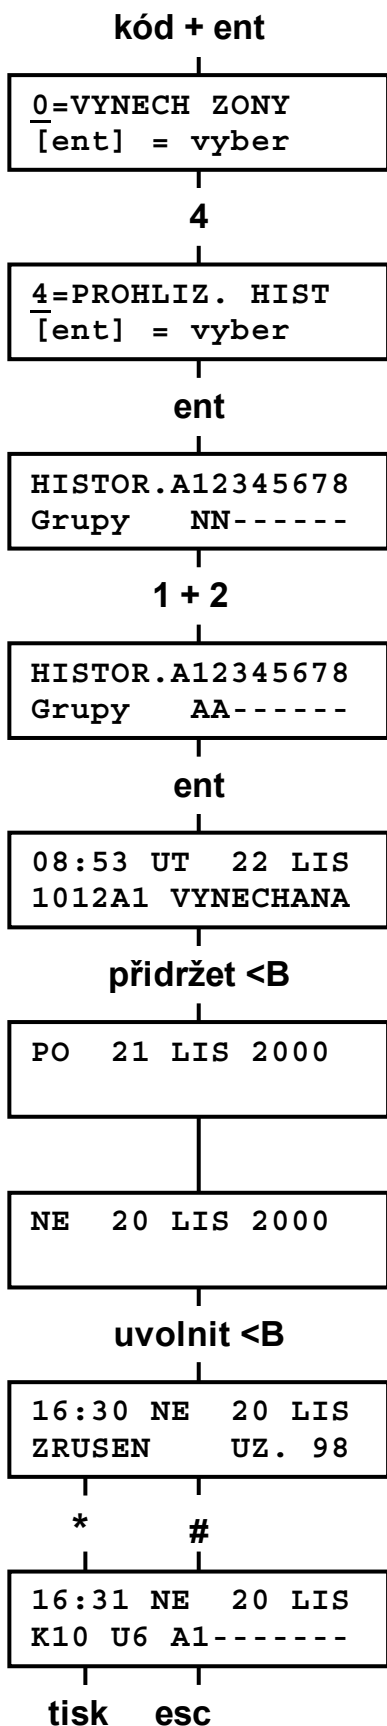 kód + ent
0=VYNECH ZONY
[ent] = vyber
4
4=PROHLIZ. HIST
[ent] = vyber
ent
HISTOR.A12345678
Grupy NN------
1 + 2
HISTOR.A12345678
Grupy AA------
ent
08:53 UT 22 LIS
1012A1 VYNECHANA
přidržet <B
PO 21 LIS 2000
NE 20 LIS 2000
uvolnit <B
16:30 NE 20 LIS
ZRUSEN UZ. 98
* #
16:31 NE 20 LIS
K10 U6 A1-------
tisk esc